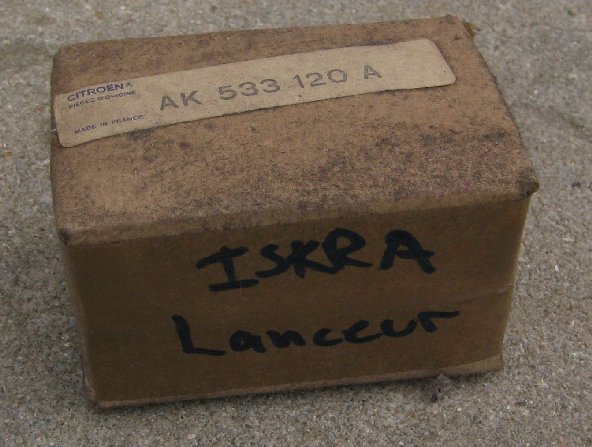 CITROËN
PIECES D'ORIGINE
AK 533 120 A
MADE IN FRANCE
ISKRA
Lanceur